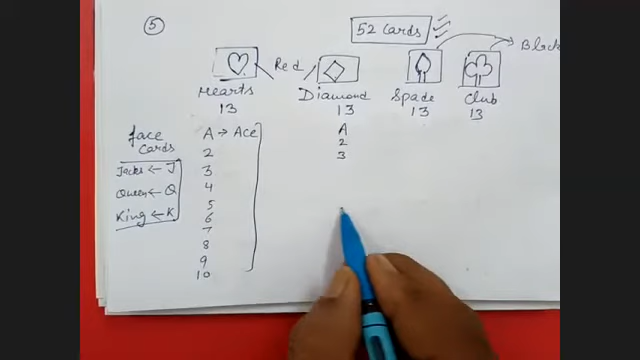 5
52 Cards
Red
Black
Hearts Diamond Spade Club
13 13 13 13
face
cards
Jacks ← J
Queen ← Q
King ← K
A → Ace
2
3
4
5
6
7
8
9
10
A
2
3